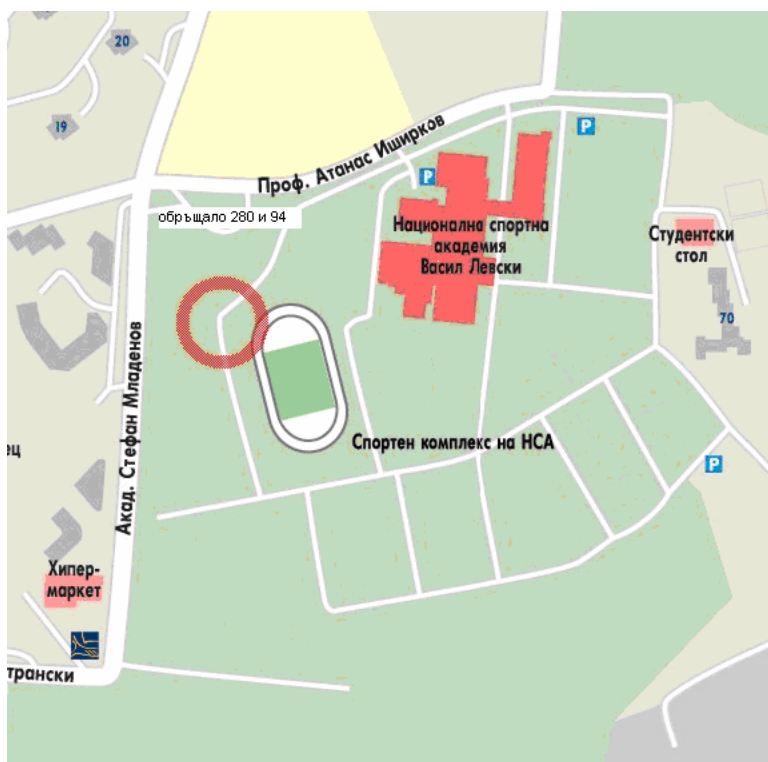 20
19
P
Проф. Атанас Иширков
P
обръщало 280 и 94
Национална спортна
академия
Васил Левски
Студентски
стол
70
Акад. Стефан Младенов
ец
Спортен комплекс на НСА
P
Хипер-
маркет
трански